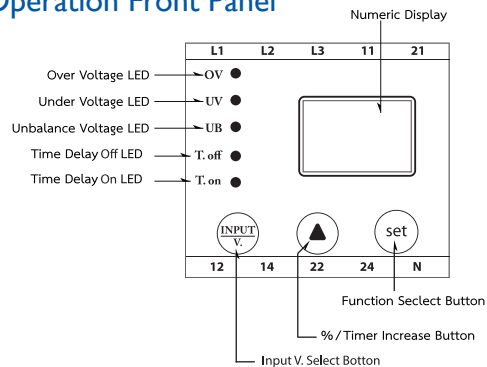 Operation Front Panel
Numeric Display
L1 L2 L3 11 21
Over Voltage LED OV
Under Voltage LED UV
Unbalance Voltage LED UB
Time Delay Off LED T. off
Time Delay On LED T. on
INPUT
V.
set
12 14 22 24 N
Function Seclect Button
%/Timer Increase Button
Input V. Select Botton